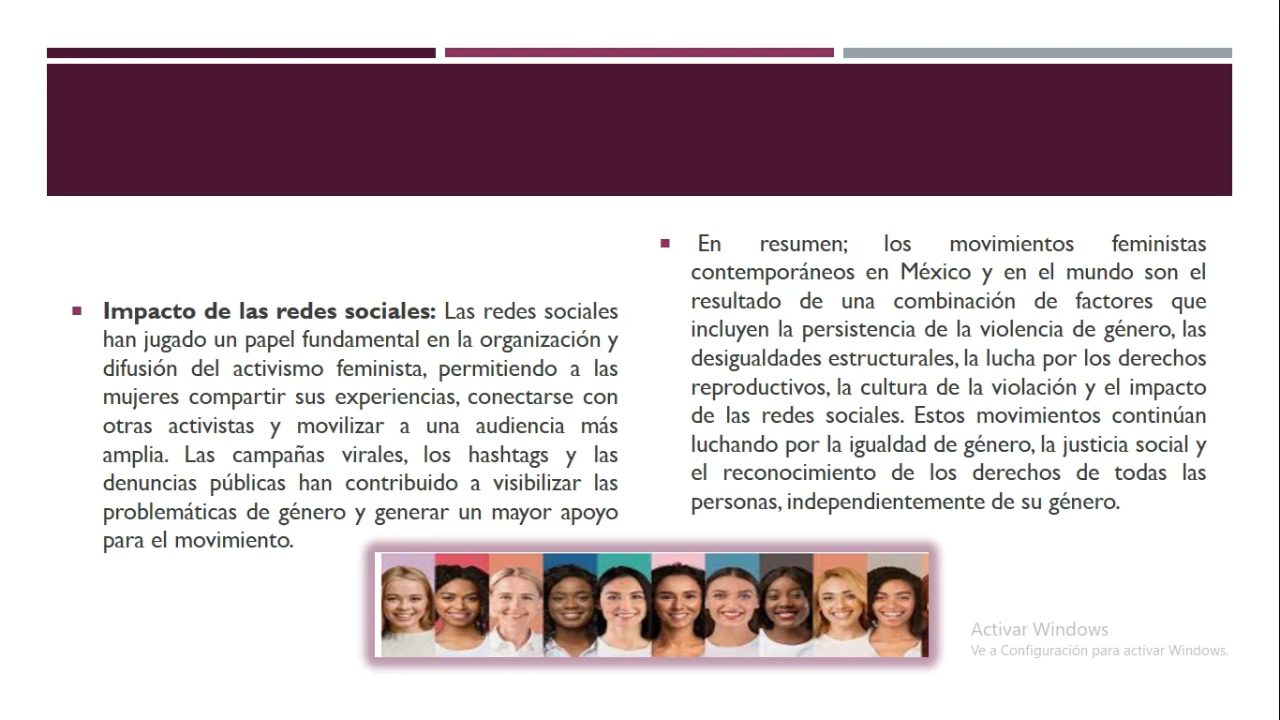 Impacto de las redes sociales: Las redes sociales
han jugado un papel fundamental en la organización y
difusión del activismo feminista, permitiendo a las
mujeres compartir sus experiencias, conectarse con
otras activistas y movilizar a una audiencia más
amplia. Las campañas virales, los hashtags y las
denuncias públicas han contribuido a visibilizar las
problemáticas de género y generar un mayor apoyo
para el movimiento.
En resumen; los movimientos feministas
contemporáneos en México y en el mundo son el
resultado de una combinación de factores que
incluyen la persistencia de la violencia de género, las
desigualdades estructurales, la lucha por los derechos
reproductivos, la cultura de la violación y el impacto
de las redes sociales. Estos movimientos continúan
luchando por la igualdad de género, la justicia social y
el reconocimiento de los derechos de todas las
personas, independientemente de su género.
Activar Windows
Ve a Configuración para activar Windows.